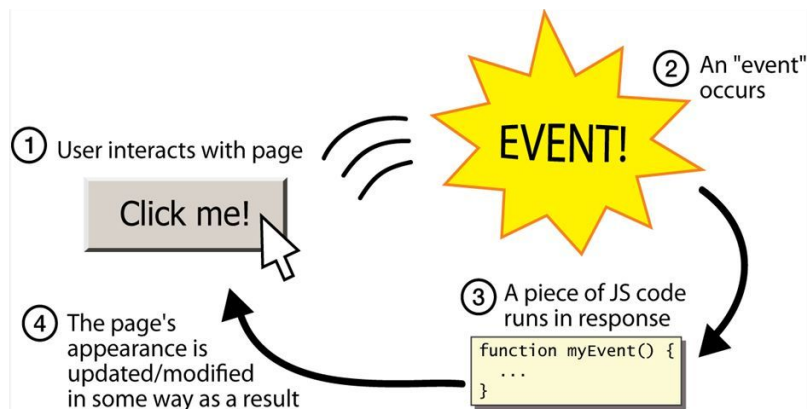 ① User interacts with page
Click me!
EVENT!
② An "event"
occurs
③ A piece of JS code
runs in response
function myEvent() {
...
}
④ The page's
appearance is
updated/modified
in some way as a result